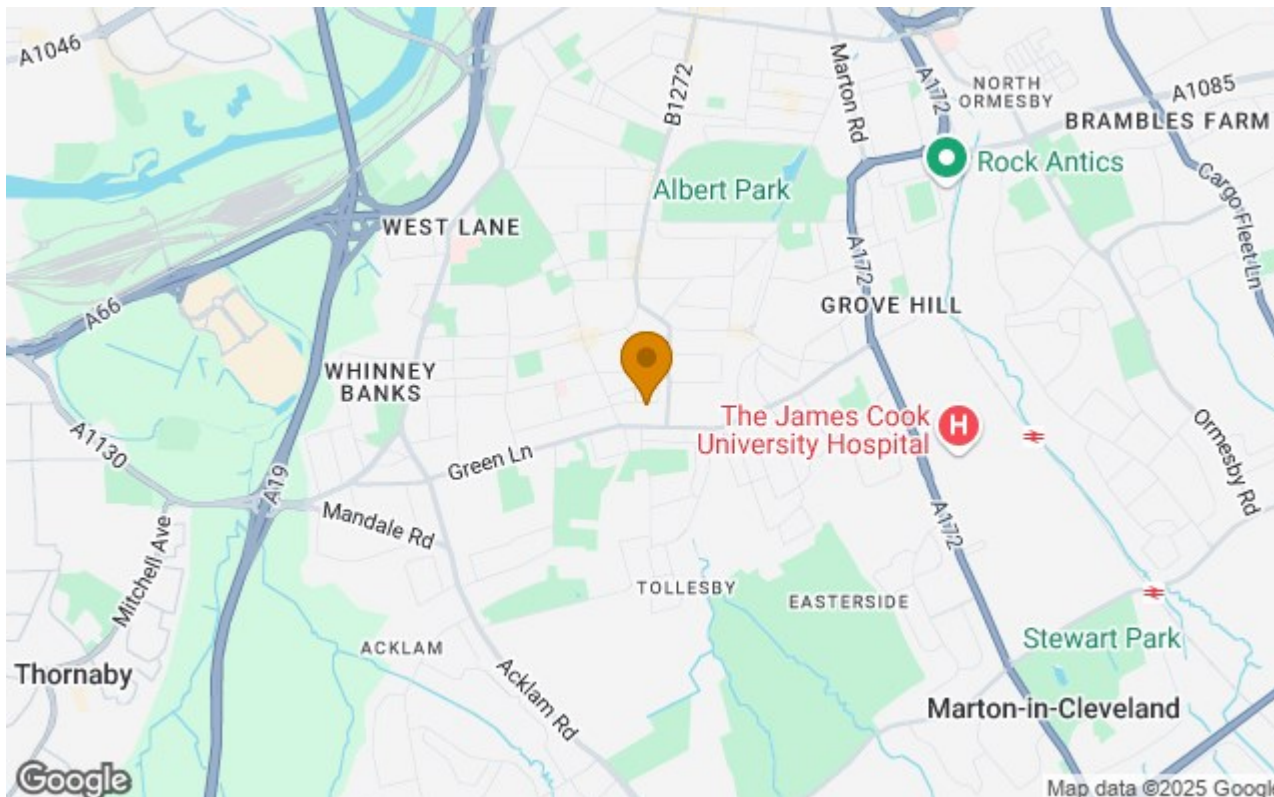 A1046
B1272
Marton Rd
A172
NORTH
ORMESBY
A1085
BRAMBLES FARM
Rock Antics
Albert Park
Cargo Fleet Ln
WEST LANE
A172
A66
GROVE HILL
WHINNEY
BANKS
The James Cook
University Hospital
H
Ormesby Rd
A1130
A19
Green Ln
Mandale Rd
A172
Mitchell Ave
TOLLESBY
EASTERSIDE
ACKLAM
Stewart Park
Thornaby
Acklam Rd
Marton-in-Cleveland
Google
Map data ©2025 Google